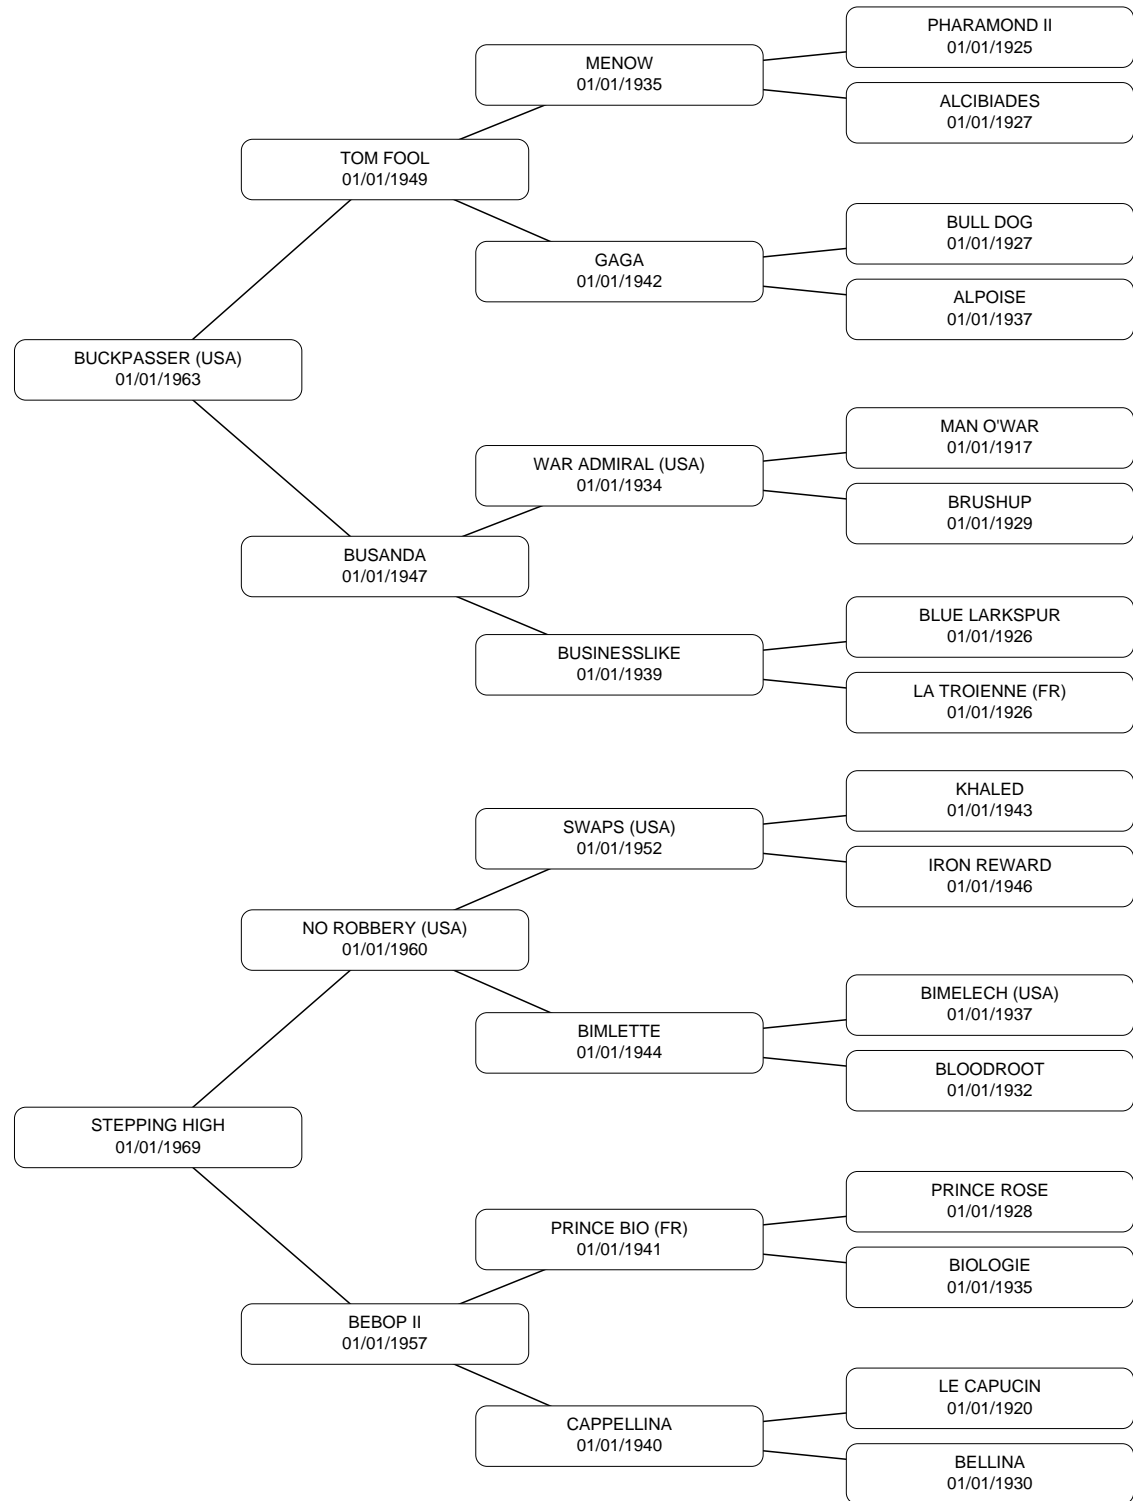 PHARAMOND II
01/01/1925
MENOW
01/01/1935
ALCIBIADES
01/01/1927
TOM FOOL
01/01/1949
BULL DOG
01/01/1927
GAGA
01/01/1942
ALPOISE
01/01/1937
BUCKPASSER (USA)
01/01/1963
MAN O'WAR
01/01/1917
WAR ADMIRAL (USA)
01/01/1934
BRUSHUP
01/01/1929
BUSANDA
01/01/1947
BLUE LARKSPUR
01/01/1926
BUSINESSLIKE
01/01/1939
LA TROIENNE (FR)
01/01/1926
KHALED
01/01/1943
SWAPS (USA)
01/01/1952
IRON REWARD
01/01/1946
NO ROBBERY (USA)
01/01/1960
BIMELECH (USA)
01/01/1937
BIMLETTE
01/01/1944
BLOODROOT
01/01/1932
STEPPING HIGH
01/01/1969
PRINCE ROSE
01/01/1928
PRINCE BIO (FR)
01/01/1941
BIOLOGIE
01/01/1935
BEBOP II
01/01/1957
LE CAPUCIN
01/01/1920
CAPPELLINA
01/01/1940
BELLINA
01/01/1930